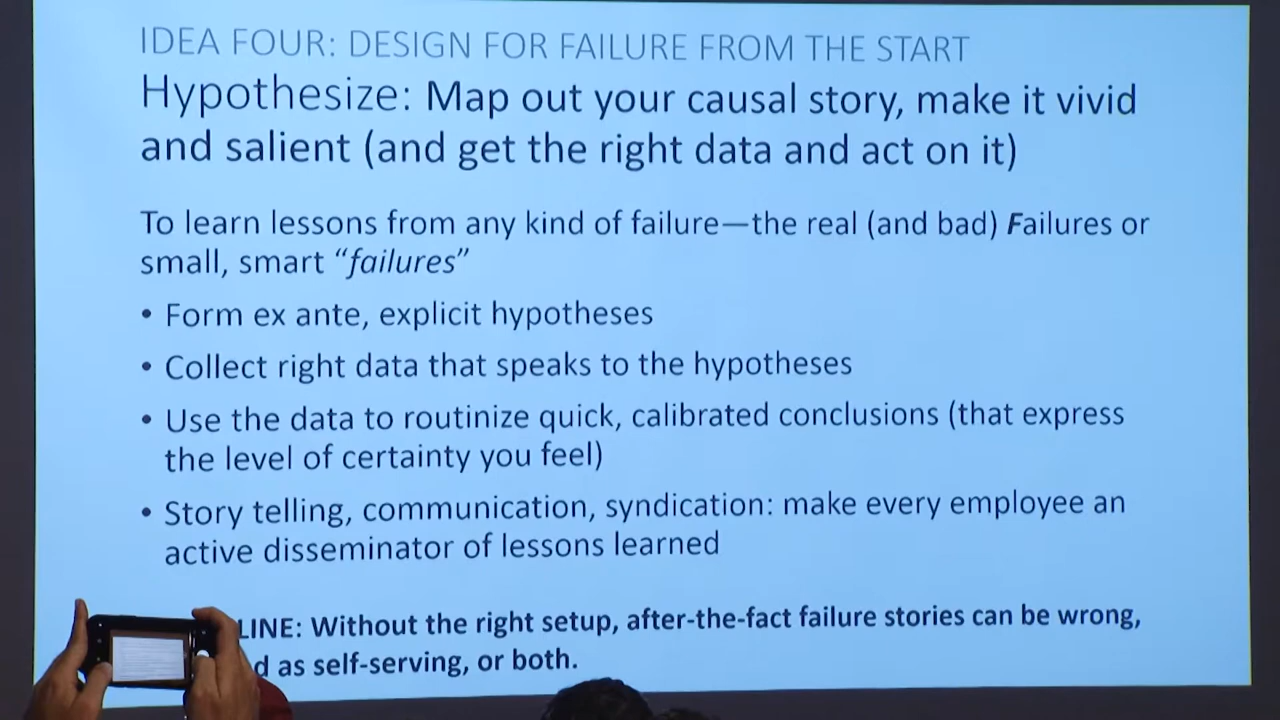 IDEA FOUR: DESIGN FOR FAILURE FROM THE START
Hypothesize: Map out your causal story, make it vivid
and salient (and get the right data and act on it)
To learn lessons from any kind of failure—the real (and bad) Failures or
small, smart “failures”
• Form ex ante, explicit hypotheses
• Collect right data that speaks to the hypotheses
• Use the data to routinize quick, calibrated conclusions (that express
the level of certainty you feel)
• Story telling, communication, syndication: make every employee an
active disseminator of lessons learned
LINE: Without the right setup, after-the-fact failure stories can be wrong,
as self-serving, or both.